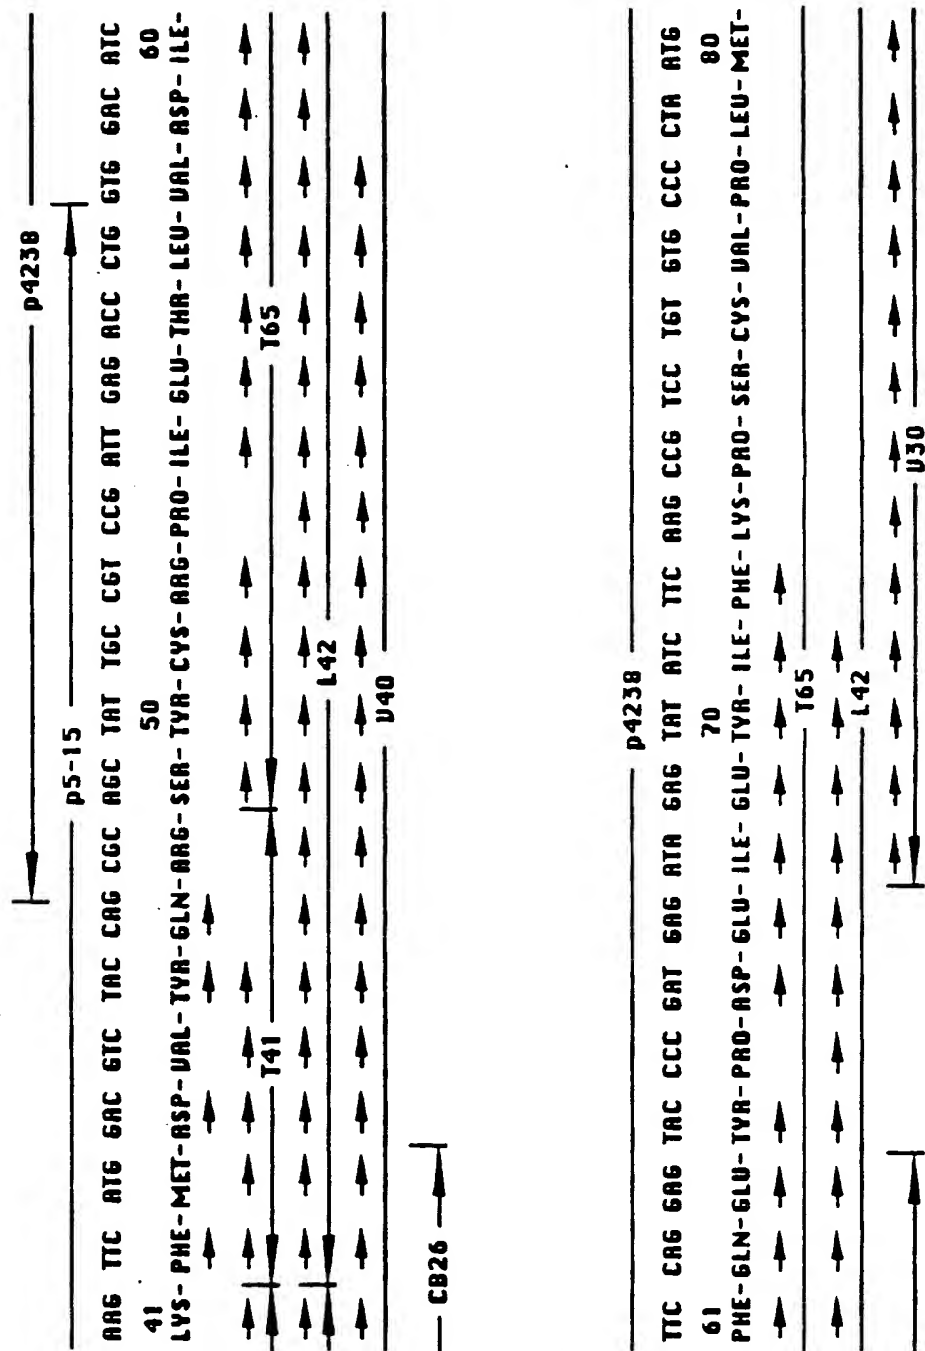 p4238
p5-15
AAG TTC ATG GAC GTC TAC CAG CGC AGC TAT TGC CGT CCG ATT GAG ACC CTG GTG GAC ATC
41 50 60
LYS-PHE-MET-ASP-VAL-TYR-GLN-ARG-SER-TYR-CYS-ARG-PRO-ILE-GLU-THR-LEU-VAL-ASP-ILE-
T41 T65
L42
V40
CB26
p4238
TTC CAG GAG TAC CCC GAT GAG ATA GAG TAT ATC TTC AAG CCG TCC TGT GTG CCC CTA ATG
61 70 80
PHE-GLN-GLU-TYR-PRO-ASP-GLU-ILE-GLU-TYR-ILE-PHE-LYS-PRO-SER-CYS-VAL-PRO-LEU-MET-
T65
L42
V30